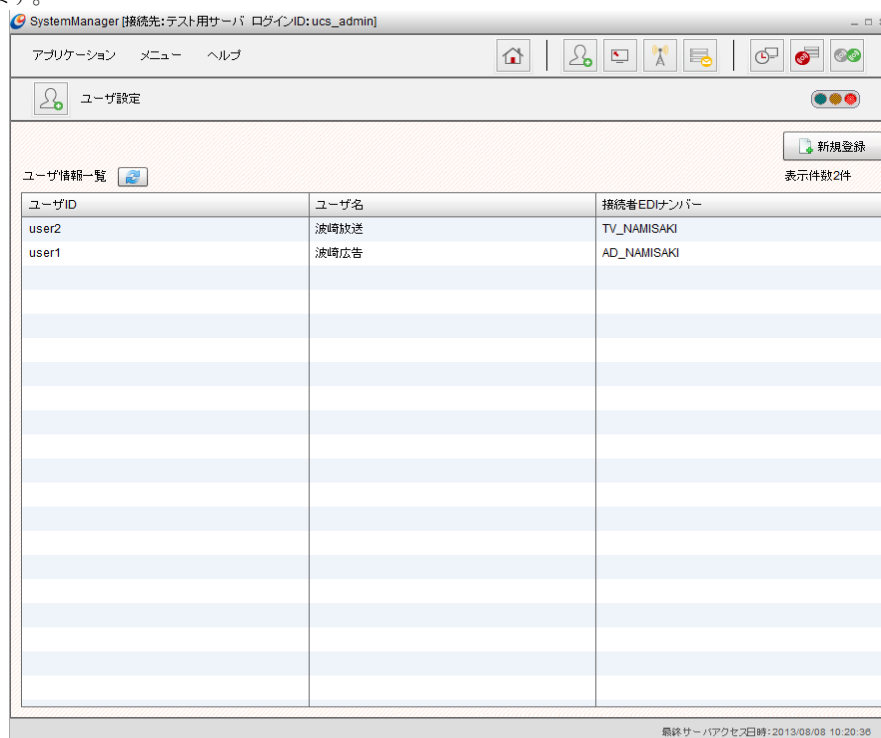 ます。
SystemManager [接続先:テスト用サーバ ログインID:ucs_admin]
アプリケーション メニュー ヘルプ
ユーザ設定
新規登録
ユーザ情報一覧 表示件数2件
ユーザID ユーザ名 接続者EDIナンバー
user2 波崎放送 TV_NAMISAKI
user1 波崎広告 AD_NAMISAKI
最終サーバアクセス日時:2013/08/08 10:20:36